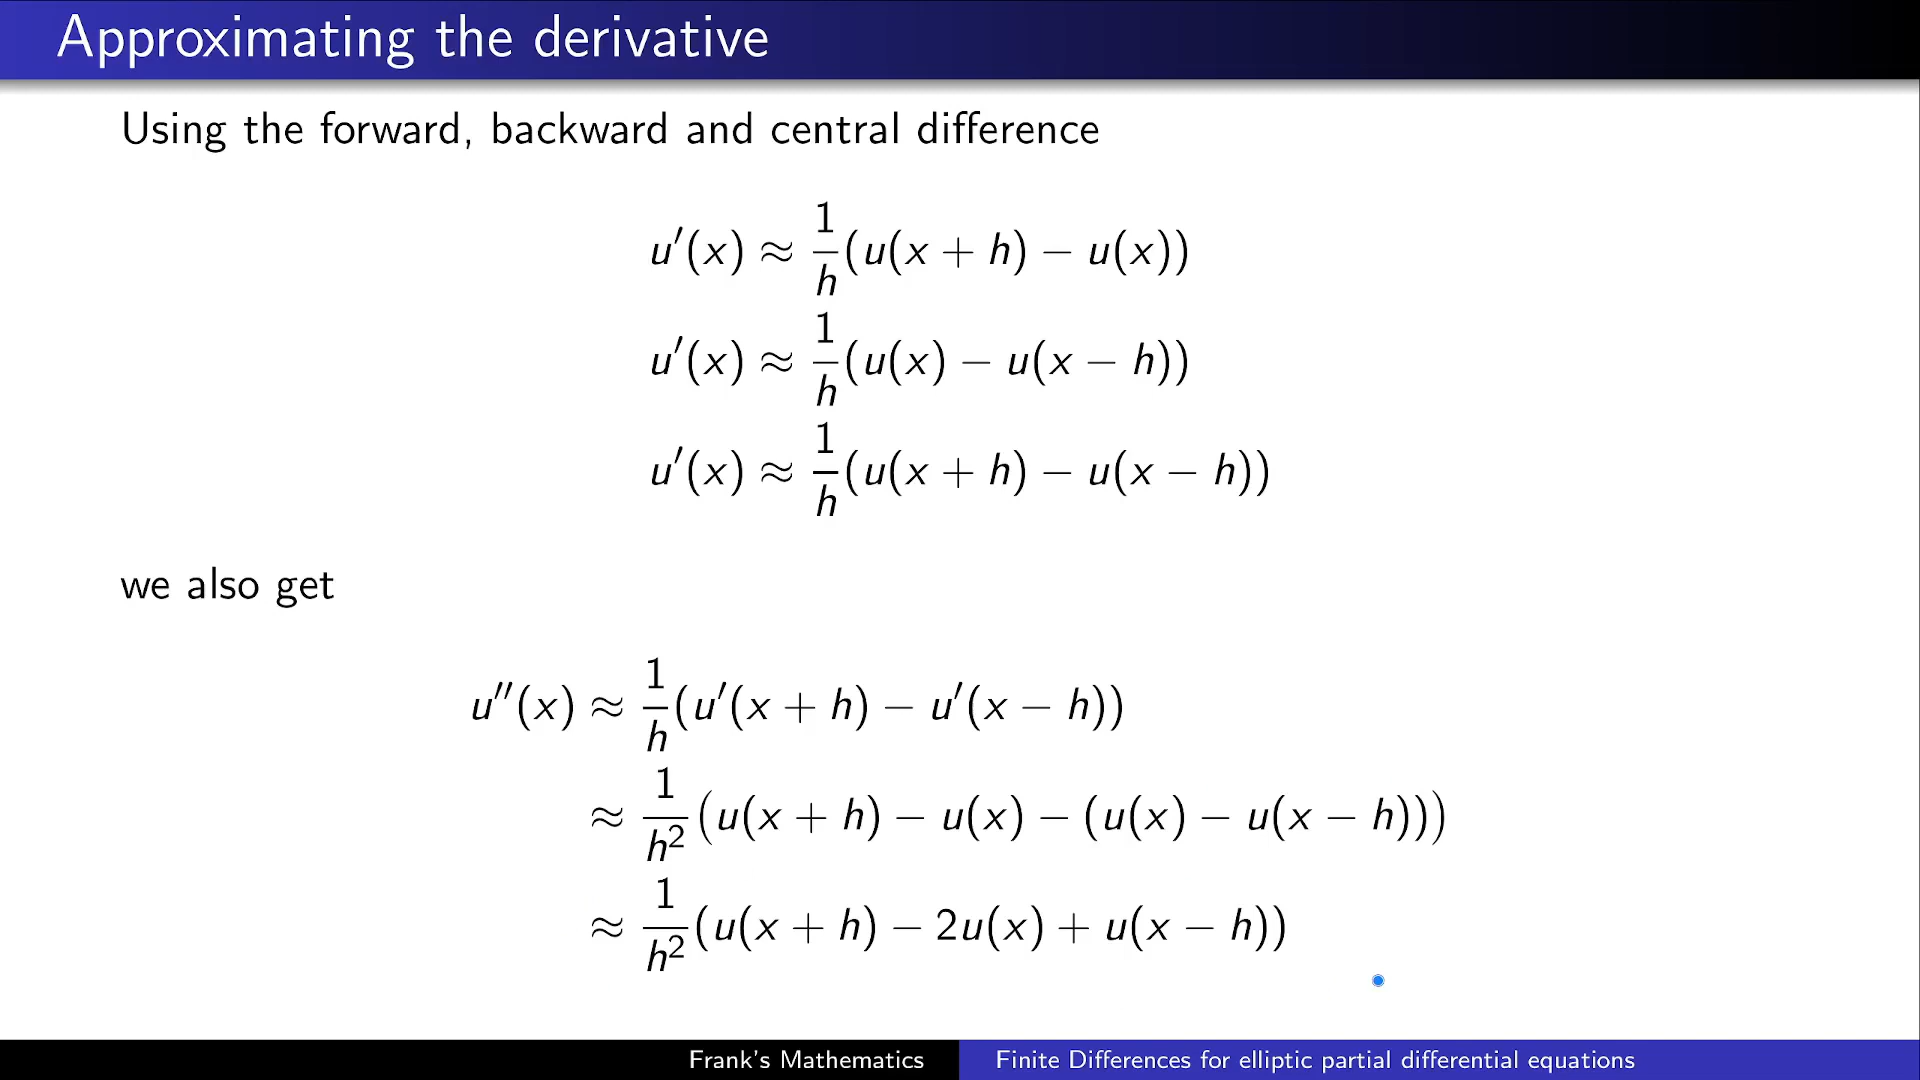 Approximating the derivative
Using the forward, backward and central difference
u′(x) ≈ 1/h (u(x + h) − u(x))
u′(x) ≈ 1/h (u(x) − u(x − h))
u′(x) ≈ 1/h (u(x + h) − u(x − h))
we also get
u″(x) ≈ 1/h (u′(x + h) − u′(x − h))
≈ 1/h² (u(x + h) − u(x) − (u(x) − u(x − h)))
≈ 1/h² (u(x + h) − 2u(x) + u(x − h))
Frank's Mathematics
Finite Differences for elliptic partial differential equations